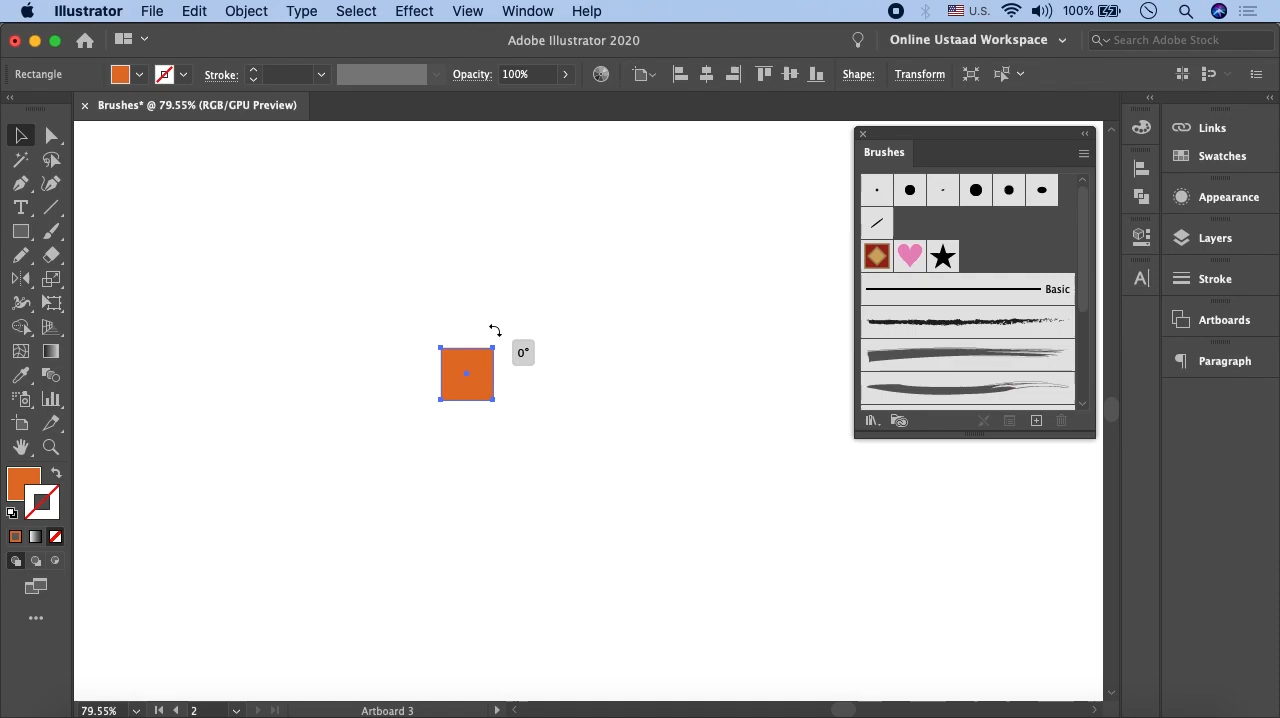 Illustrator File Edit Object Type Select Effect View Window Help U.S. 100%
Adobe Illustrator 2020 Online Ustaad Workspace Search Adobe Stock
Rectangle Stroke: Opacity: 100% Shape: Transform
Brushes* @ 79.55% (RGB/GPU Preview)
Brushes
Links
Swatches
Appearance
Layers
Stroke
Artboards
Paragraph
Basic
0°
79.55% 2 Artboard 3